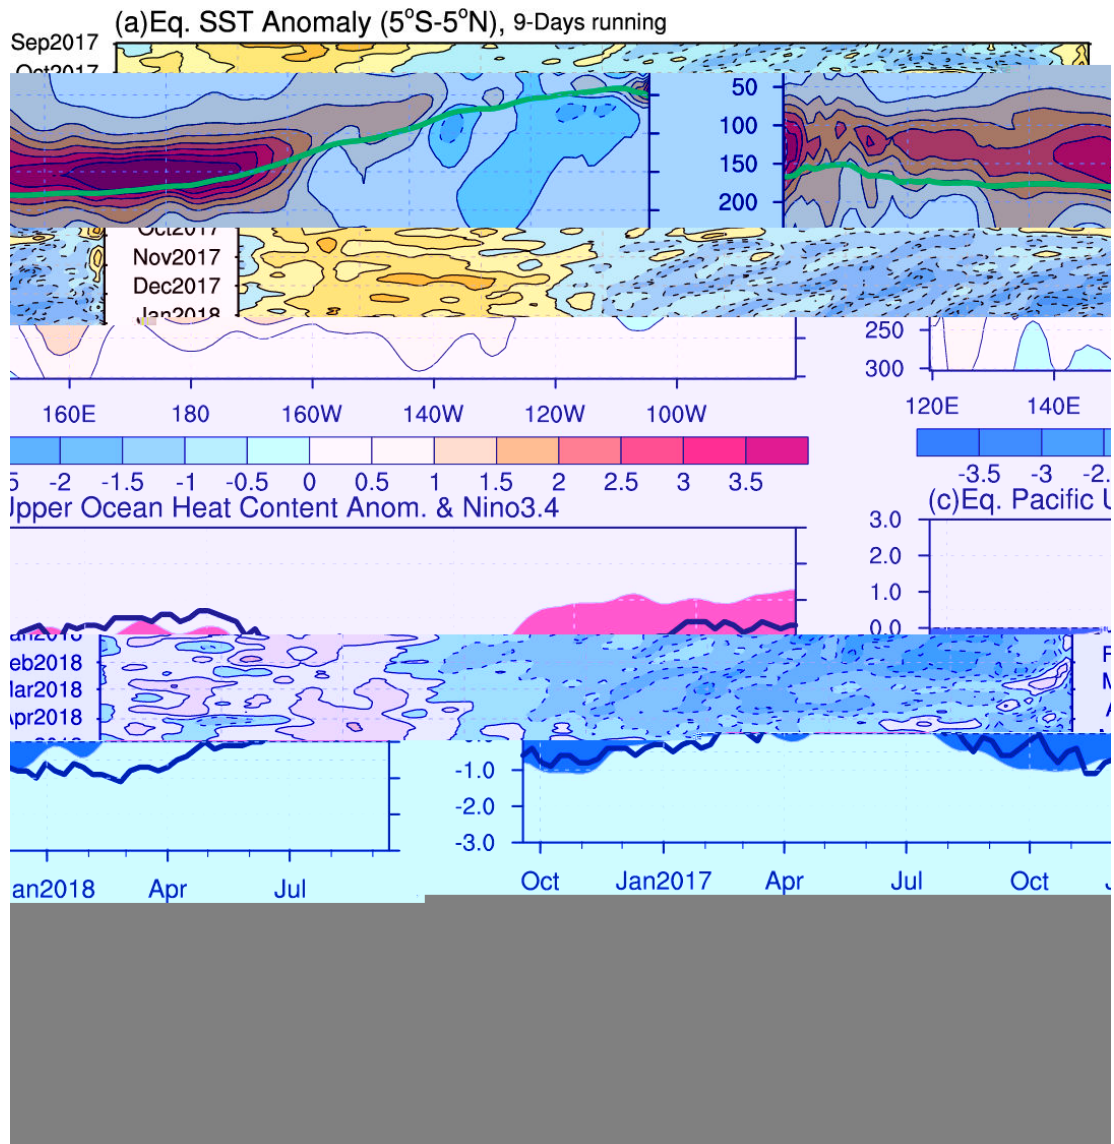 (a)Eq. SST Anomaly (5°S-5°N), 9-Days running
Sep2017
50
100
150
200
Oct2017
Nov2017
Dec2017
Jan2018
250
300
160E 180 160W 140W 120W 100W 120E 140E
-2 -1.5 -1 -0.5 0 0.5 1 1.5 2 2.5 3 3.5 -3.5 -3
Upper Ocean Heat Content Anom. & Nino3.4 (c)Eq. Pacific
3.0
2.0
1.0
0.0
Feb2018
Mar2018
Apr2018
-1.0
-2.0
-3.0
Jan2018 Apr Jul Oct Jan2017 Apr Jul Oct